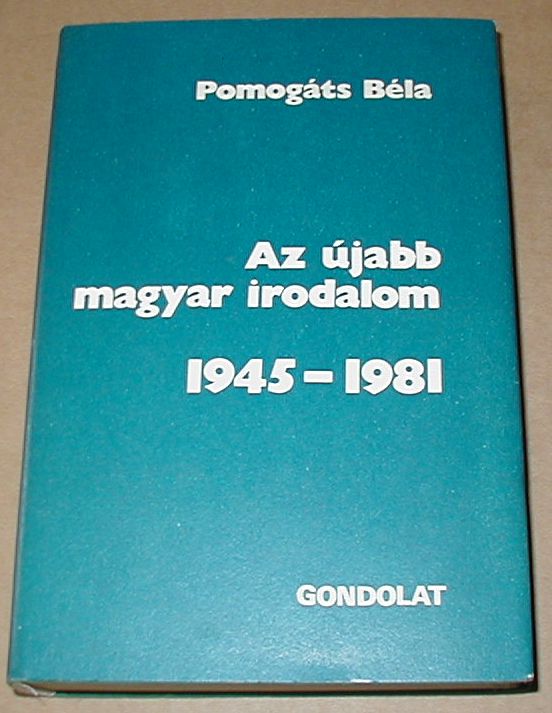 Pomogáts Béla
Az újabb
magyar irodalom
1945–1981
GONDOLAT